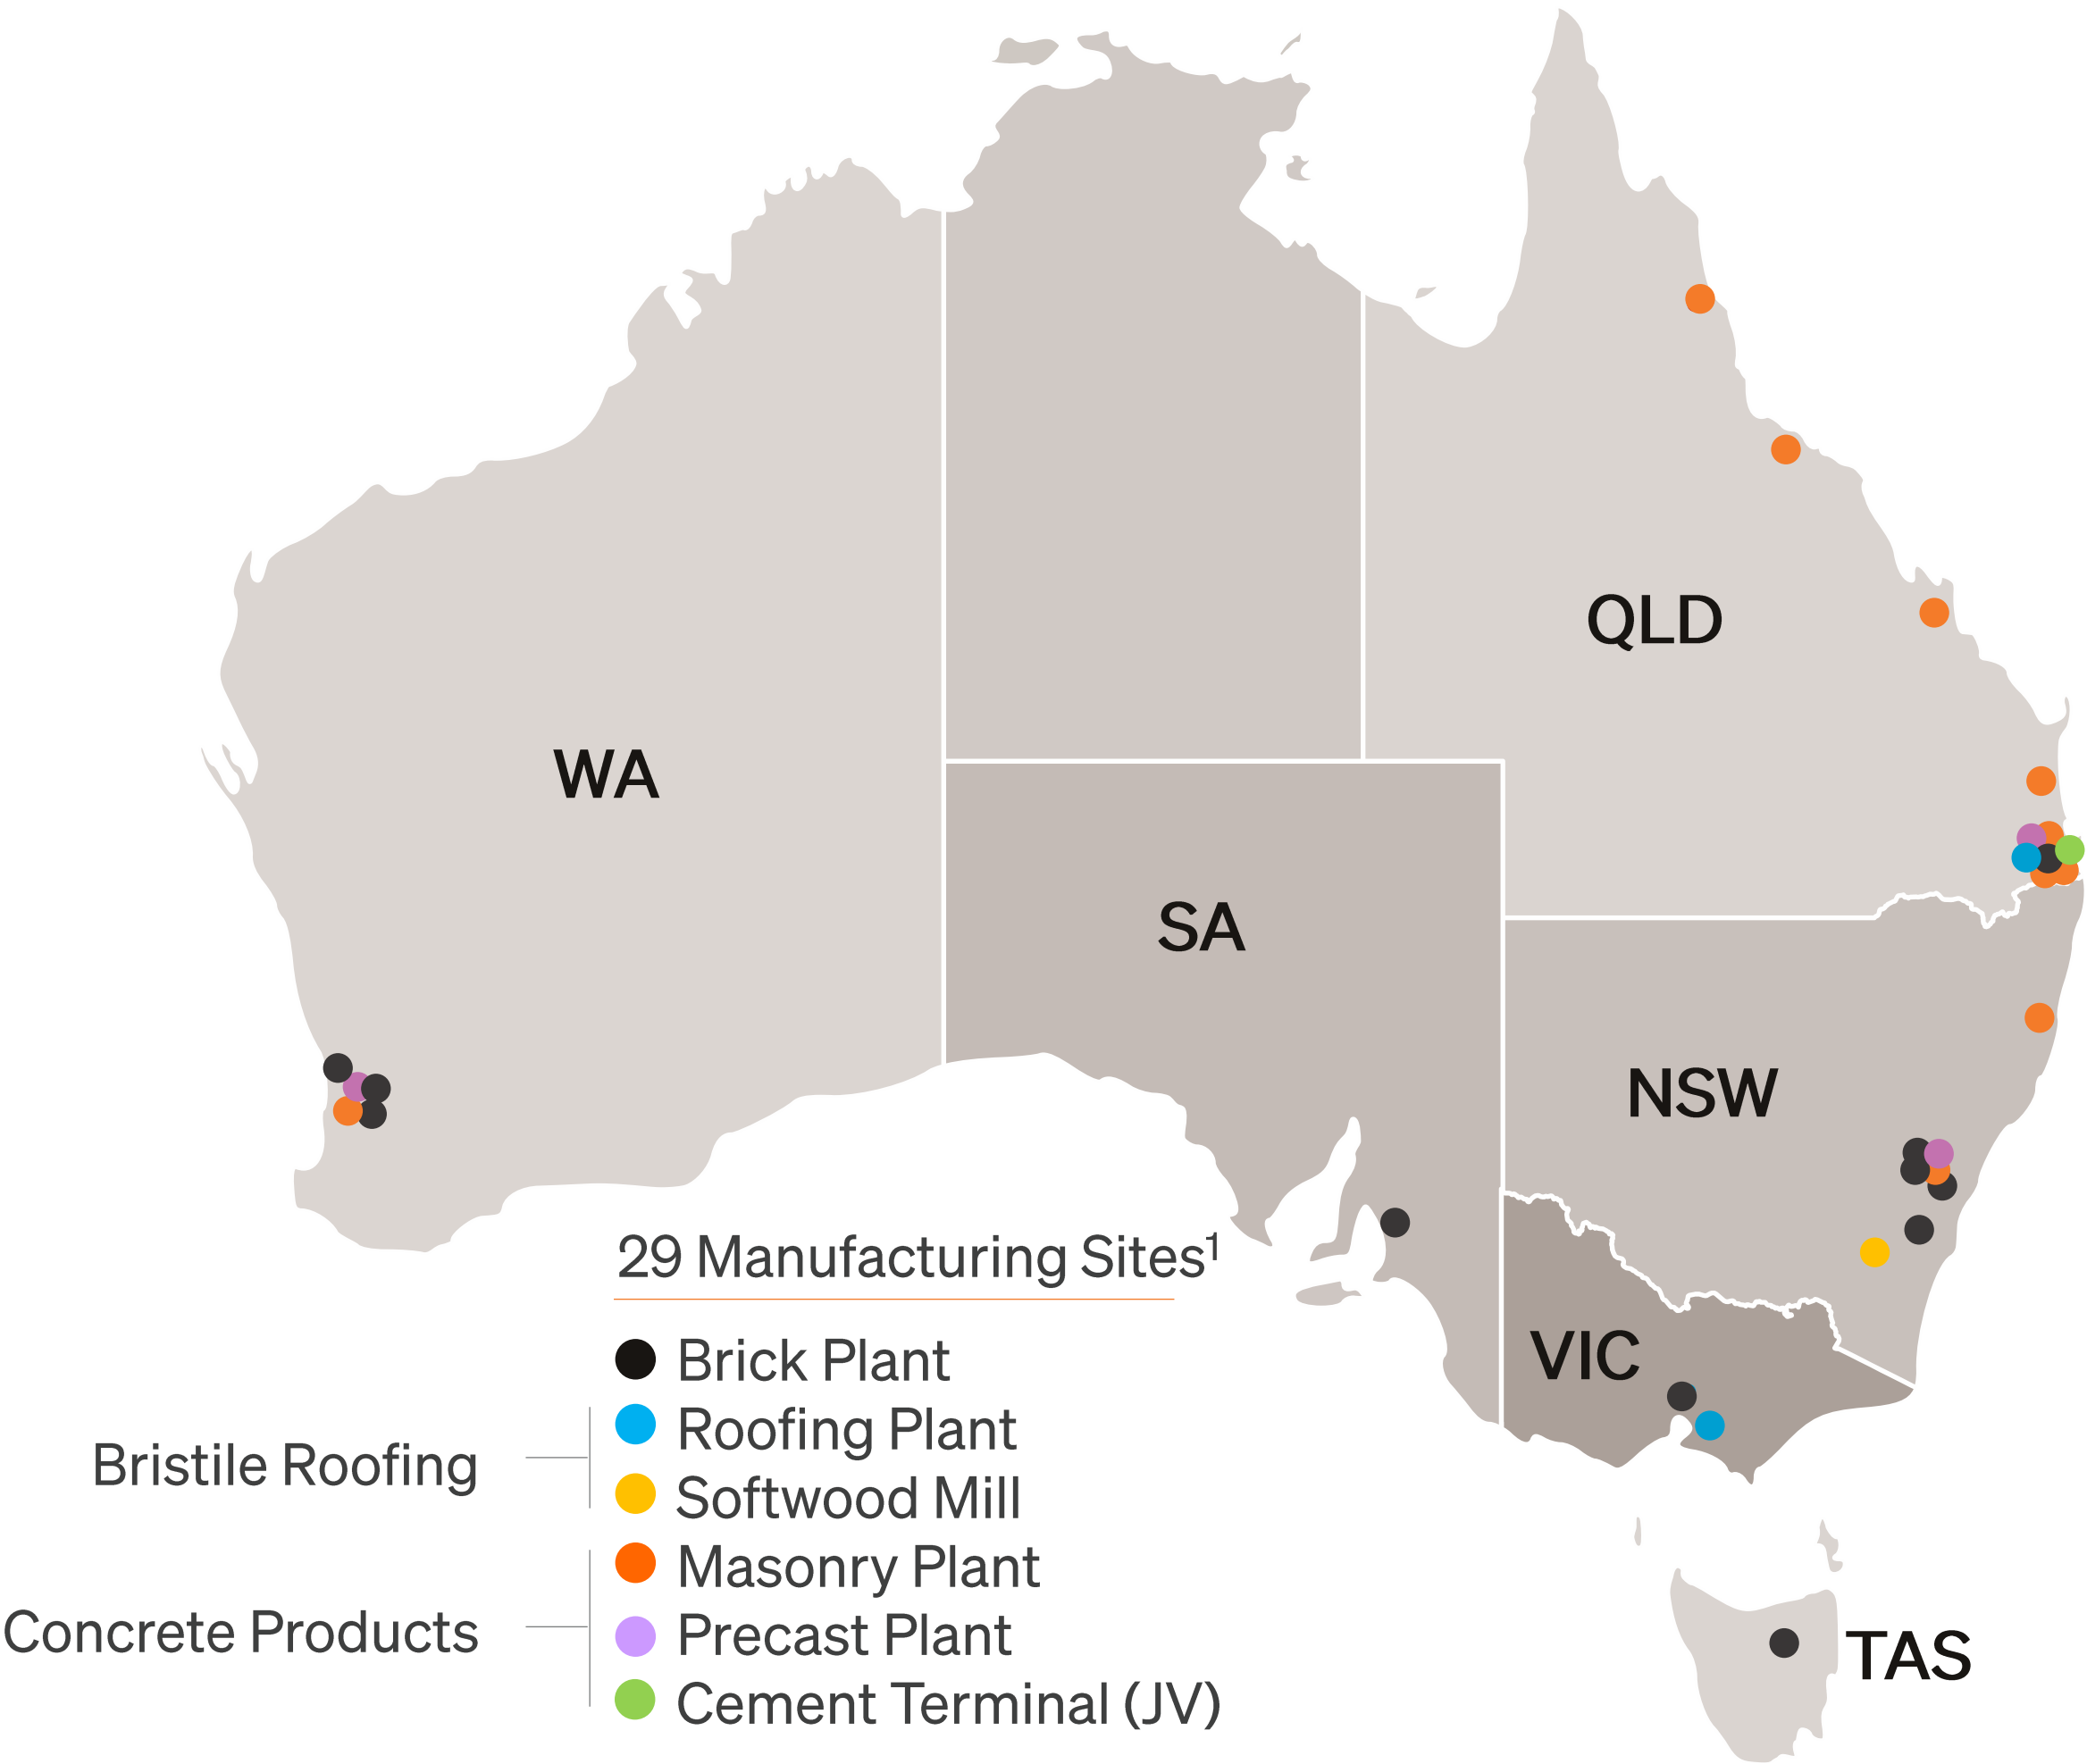 QLD
WA
SA
NSW
29 Manufacturing Sites¹
VIC
Brick Plant
Roofing Plant
Bristile Roofing
Softwood Mill
Masonry Plant
Concrete Products
Precast Plant
TAS
Cement Terminal (JV)